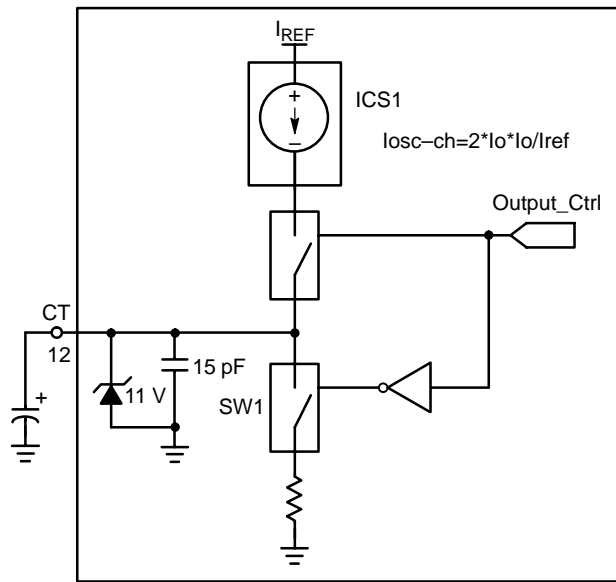 IREF
ICS1
Iosc–ch=2*Io*Io/Iref
Output_Ctrl
CT
12
+
11 V
15 pF
SW1
+
–